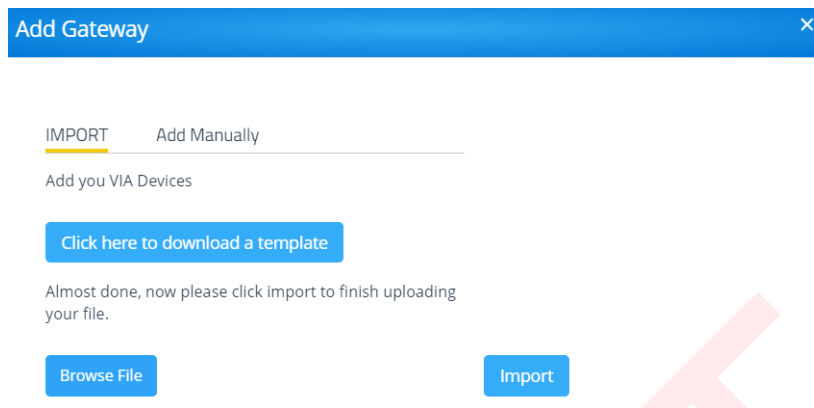 Add Gateway ×
IMPORT Add Manually
Add you VIA Devices
Click here to download a template
Almost done, now please click import to finish uploading
your file.
Browse File Import